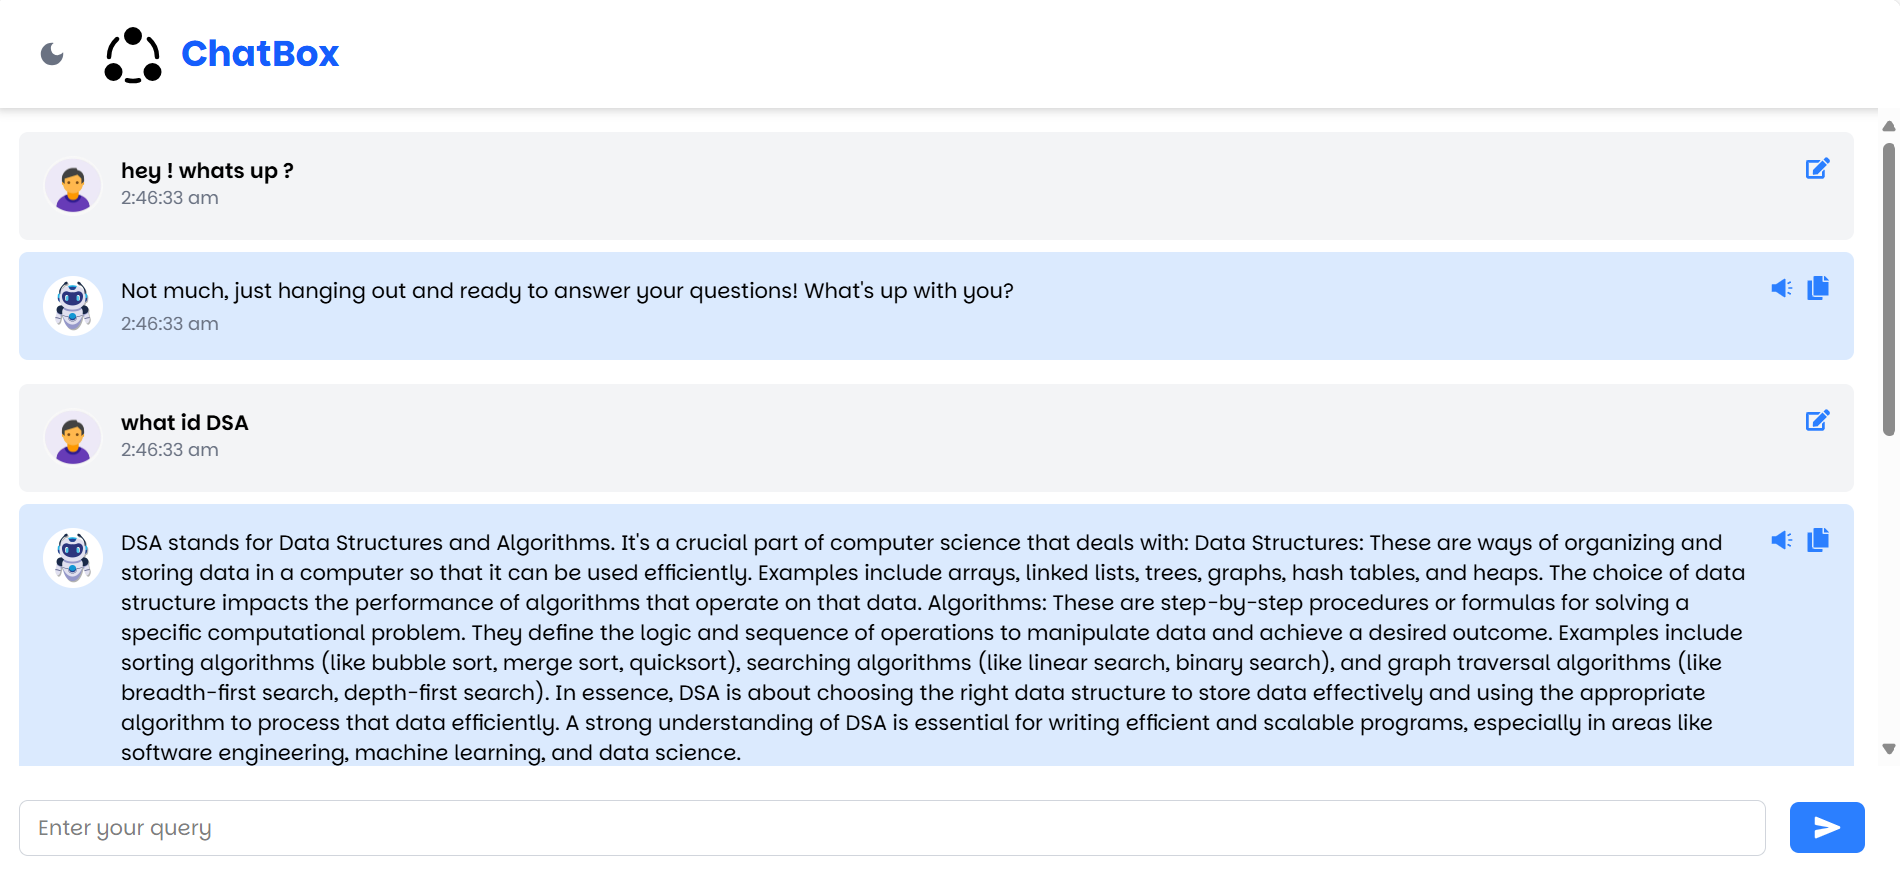 ChatBox
hey ! whats up ?
2:46:33 am
Not much, just hanging out and ready to answer your questions! What's up with you?
2:46:33 am
what id DSA
2:46:33 am
DSA stands for Data Structures and Algorithms. It's a crucial part of computer science that deals with: Data Structures: These are ways of organizing and
storing data in a computer so that it can be used efficiently. Examples include arrays, linked lists, trees, graphs, hash tables, and heaps. The choice of data
structure impacts the performance of algorithms that operate on that data. Algorithms: These are step-by-step procedures or formulas for solving a
specific computational problem. They define the logic and sequence of operations to manipulate data and achieve a desired outcome. Examples include
sorting algorithms (like bubble sort, merge sort, quicksort), searching algorithms (like linear search, binary search), and graph traversal algorithms (like
breadth-first search, depth-first search). In essence, DSA is about choosing the right data structure to store data effectively and using the appropriate
algorithm to process that data efficiently. A strong understanding of DSA is essential for writing efficient and scalable programs, especially in areas like
software engineering, machine learning, and data science.
Enter your query